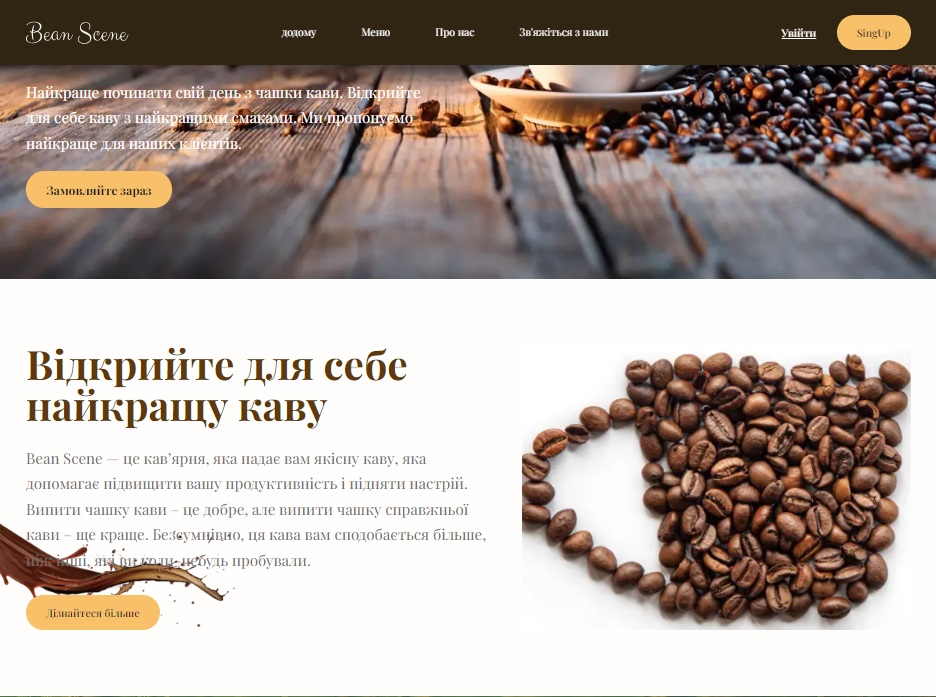 Bean Scene
додому
Меню
Про нас
Зв'яжіться з нами
Увійти
SingUp
Найкраще починати свій день з чашки кави. Відкрийте
для себе каву з найкращими смаками. Ми пропонуємо
найкраще для наших клієнтів.
Замовляйте зараз
Відкрийте для себе
найкращу каву
Bean Scene — це кав’ярня, яка надає вам якісну каву, яка
допомагає підвищити вашу продуктивність і підняти настрій.
Випити чашку кави – це добре, але випити чашку справжньої
кави – ще краще. Безсумнівно, ця кава вам сподобається більше,
ніж інші, які ви коли-небудь пробували.
Дізнайтеся більше